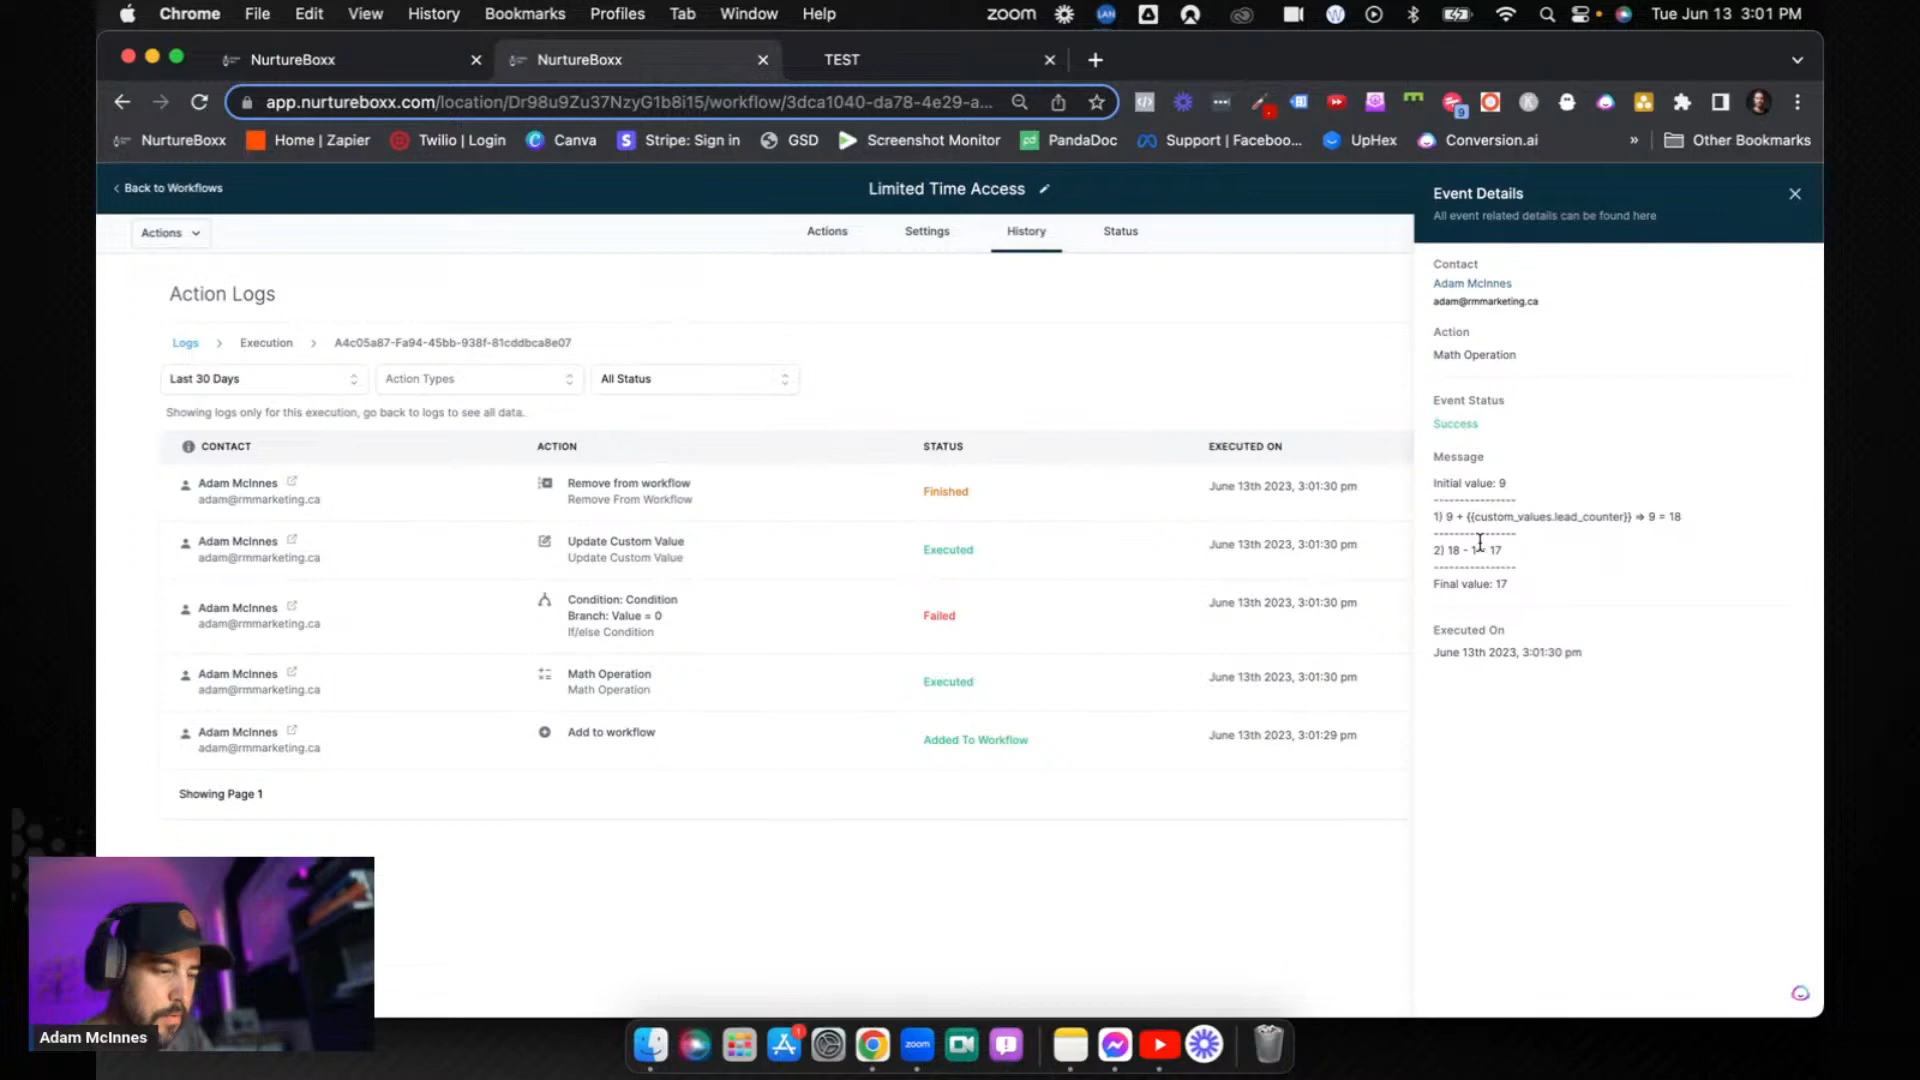 Chrome File Edit View History Bookmarks Profiles Tab Window Help zoom LAN W Tue Jun 13 3:01 PM
NurtureBoxx NurtureBoxx TEST
app.nurtureboxx.com/location/Dr98u9Zu37NzyG1b8i15/workflow/3dca1040-da78-4e29-a... 9
NurtureBoxx Home | Zapier Twilio | Login Canva S Stripe: Sign in GSD Screenshot Monitor pd PandaDoc Support | Faceboo... UpHex Conversion.ai » Other Bookmarks
Back to Workflows
Limited Time Access
Actions
Actions Settings History Status
Action Logs
Logs > Execution > A4c05a87-Fa94-45bb-938f-81cddbca8e07
Last 30 Days Action Types All Status
Showing logs only for this execution, go back to logs to see all data.
CONTACT ACTION STATUS EXECUTED ON
Adam McInnes Remove from workflow Finished June 13th 2023, 3:01:30 pm
adam@rmmarketing.ca Remove From Workflow
Adam McInnes Update Custom Value Executed June 13th 2023, 3:01:30 pm
adam@rmmarketing.ca Update Custom Value
Adam McInnes Condition: Condition Failed June 13th 2023, 3:01:30 pm
adam@rmmarketing.ca Branch: Value = 0
If/else Condition
Adam McInnes Math Operation Executed June 13th 2023, 3:01:30 pm
adam@rmmarketing.ca Math Operation
Adam McInnes Add to workflow Added To Workflow June 13th 2023, 3:01:29 pm
adam@rmmarketing.ca
Showing Page 1
Event Details
All event related details can be found here
Contact
Adam McInnes
adam@rmmarketing.ca
Action
Math Operation
Event Status
Success
Message
Initial value: 9
----------------
1) 9 + {{custom_values.lead_counter}} => 9 = 18
----------------
2) 18 - 1 = 17
----------------
Final value: 17
Executed On
June 13th 2023, 3:01:30 pm
Adam McInnes
1
zoom